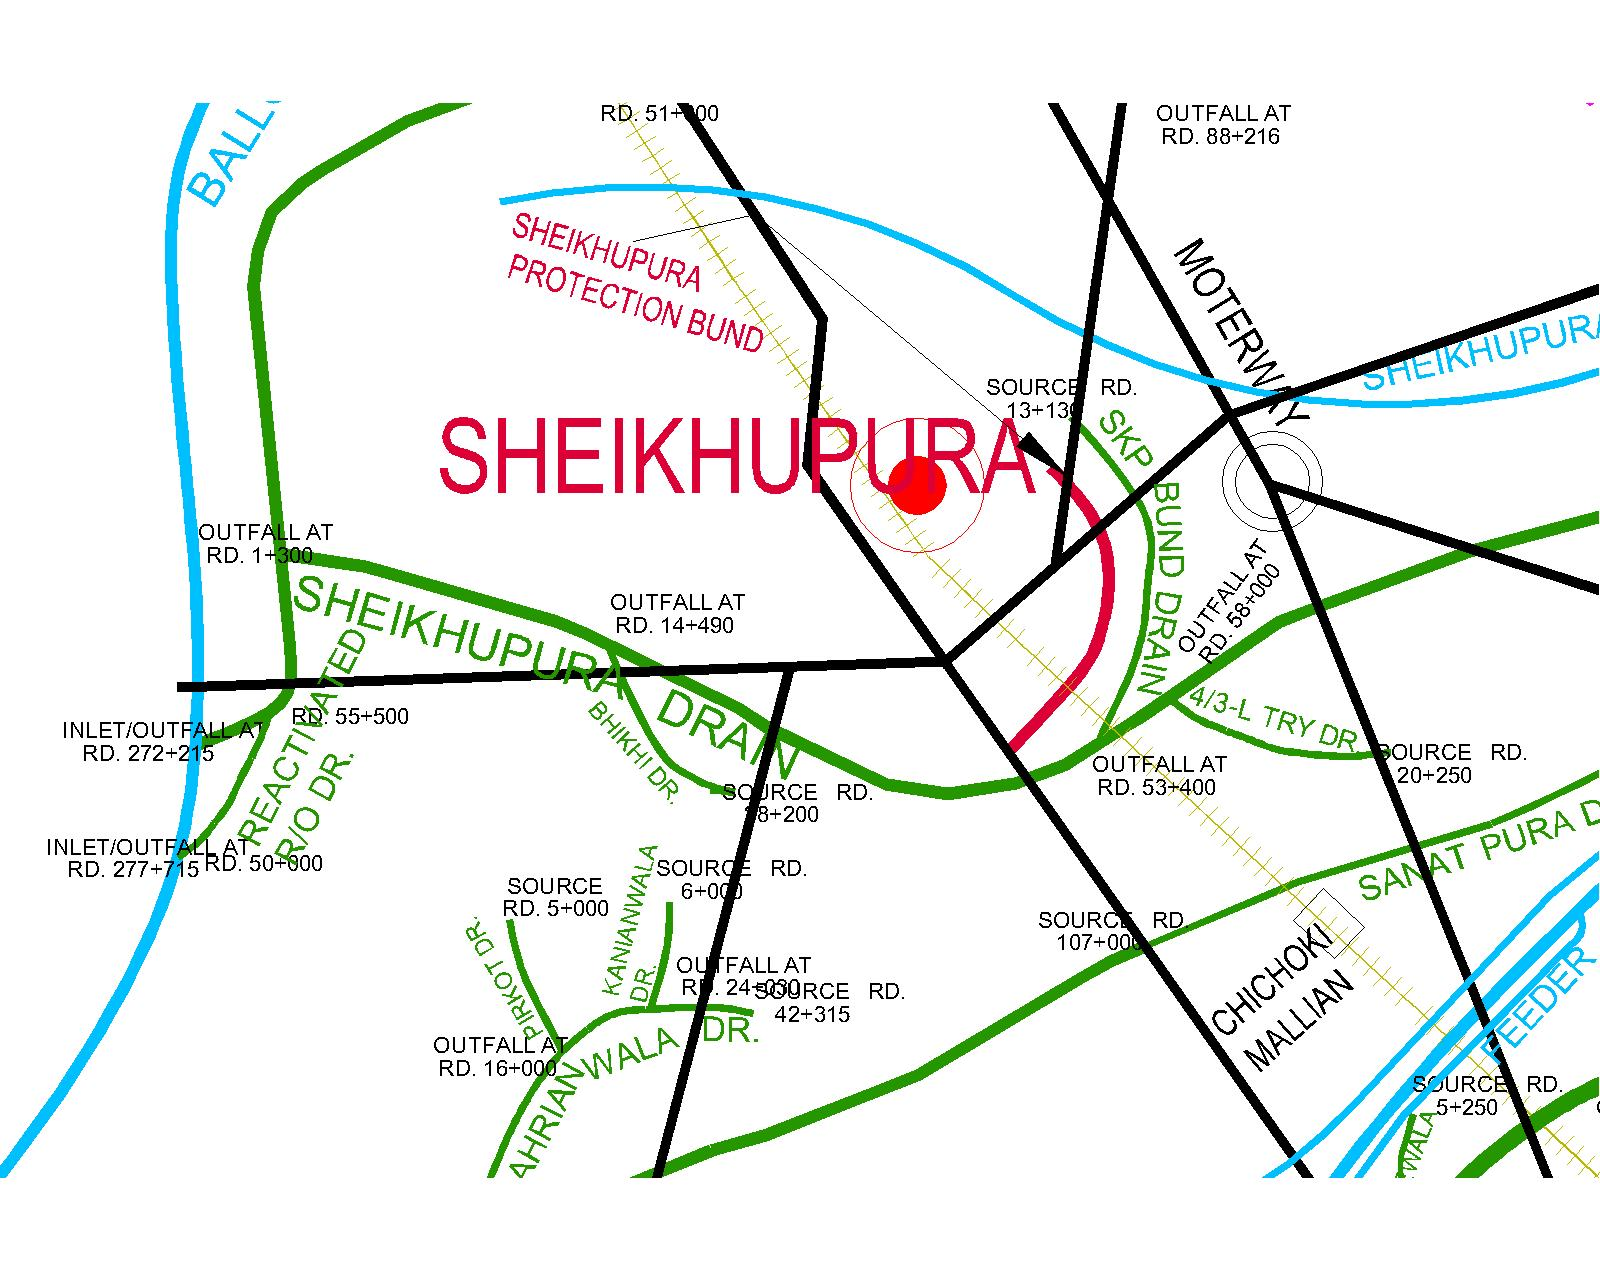 RD. 51+000
OUTFALL AT
RD. 88+216
SHEIKHUPURA
PROTECTION BUND
MOTERWAY
SHEIKHUPURA
SOURCE RD.
13+130
SKP BUND DRAIN
SHEIKHUPURA
OUTFALL AT
RD. 1+300
OUTFALL AT
RD. 58+000
SHEIKHUPURA DRAIN
OUTFALL AT
RD. 14+490
4/3-L TRY DR.
INLET/OUTFALL AT
RD. 272+215
RD. 55+500
REACTIVATED
R/O DR.
BHIKHI DR.
SOURCE RD.
OUTFALL AT
RD. 53+400
SOURCE RD.
20+250
INLET/OUTFALL AT
RD. 277+715
RD. 50+000
SANAT PURA
SOURCE
RD. 5+000
SOURCE RD.
6+000
PIRKOT DR.
KANIANWALA
DR.
SOURCE RD.
107+000
OUTFALL AT
RD. 24+030
SOURCE RD.
42+315
CHICHOKI
MALLIAN
FEEDER
OUTFALL AT
RD. 16+000
AHRIANWALA DR.
SOURCE RD.
5+250
WALA